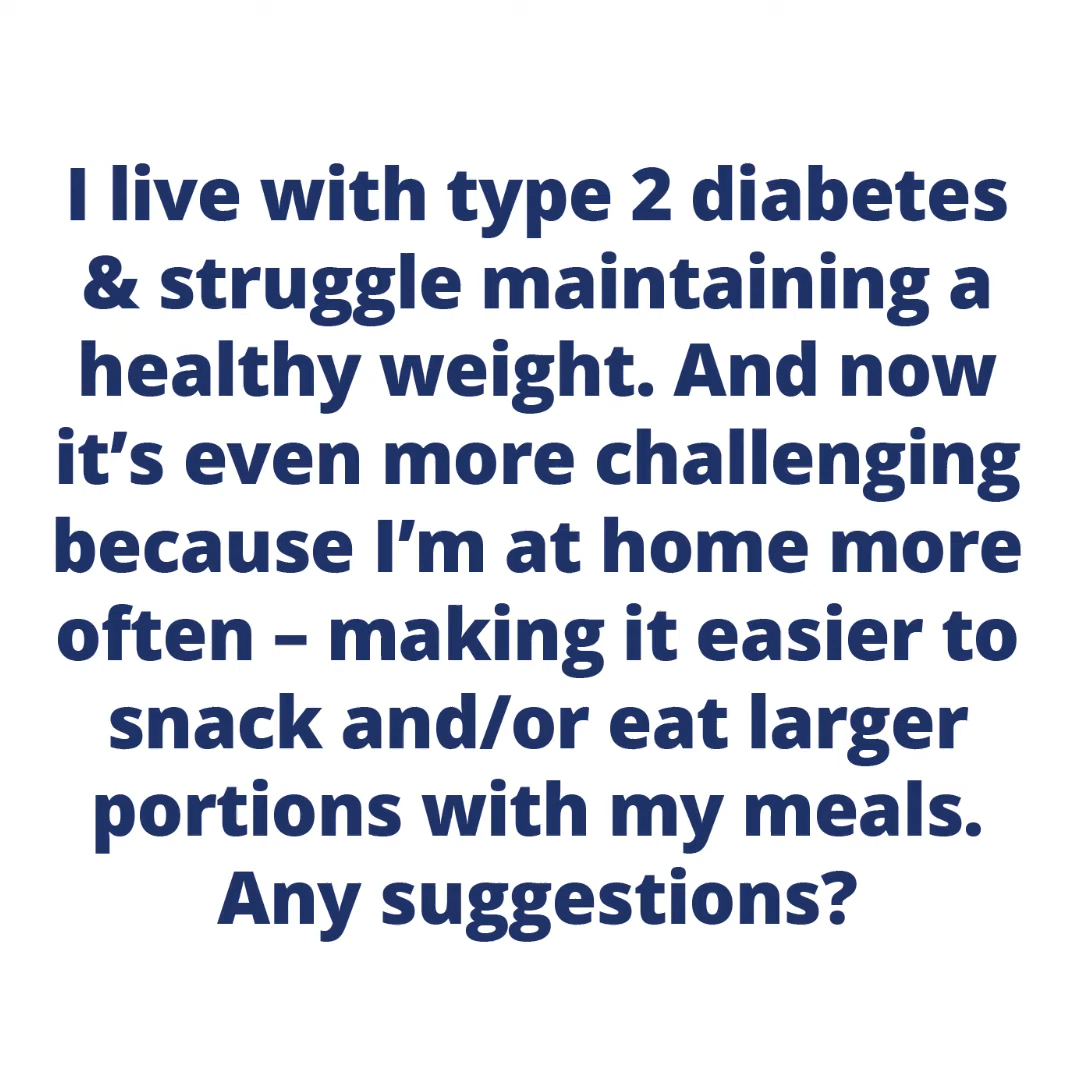 I live with type 2 diabetes
& struggle maintaining a
healthy weight. And now
it’s even more challenging
because I’m at home more
often – making it easier to
snack and/or eat larger
portions with my meals.
Any suggestions?